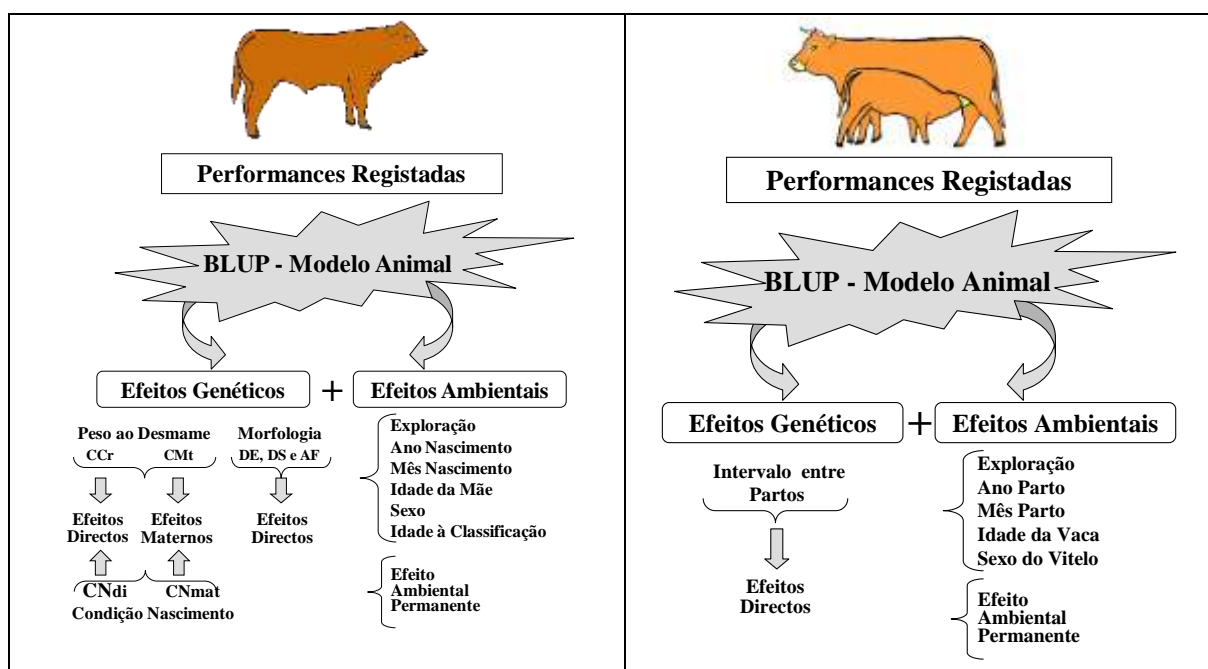 Performances Registadas
BLUP - Modelo Animal
Efeitos Genéticos + Efeitos Ambientais
Peso ao Desmame
CCr CMt
Morfologia
DE, DS e AF
Efeitos
Directos
Efeitos
Maternos
Efeitos
Directos
CNdi CNmat
Condição Nascimento
Exploração
Ano Nascimento
Mês Nascimento
Idade da Mãe
Sexo
Idade à Classificação
Efeito
Ambiental
Permanente
Performances Registadas
BLUP - Modelo Animal
Efeitos Genéticos + Efeitos Ambientais
Intervalo entre
Partos
Efeitos
Directos
Exploração
Ano Parto
Mês Parto
Idade da Vaca
Sexo do Vitelo
Efeito
Ambiental
Permanente